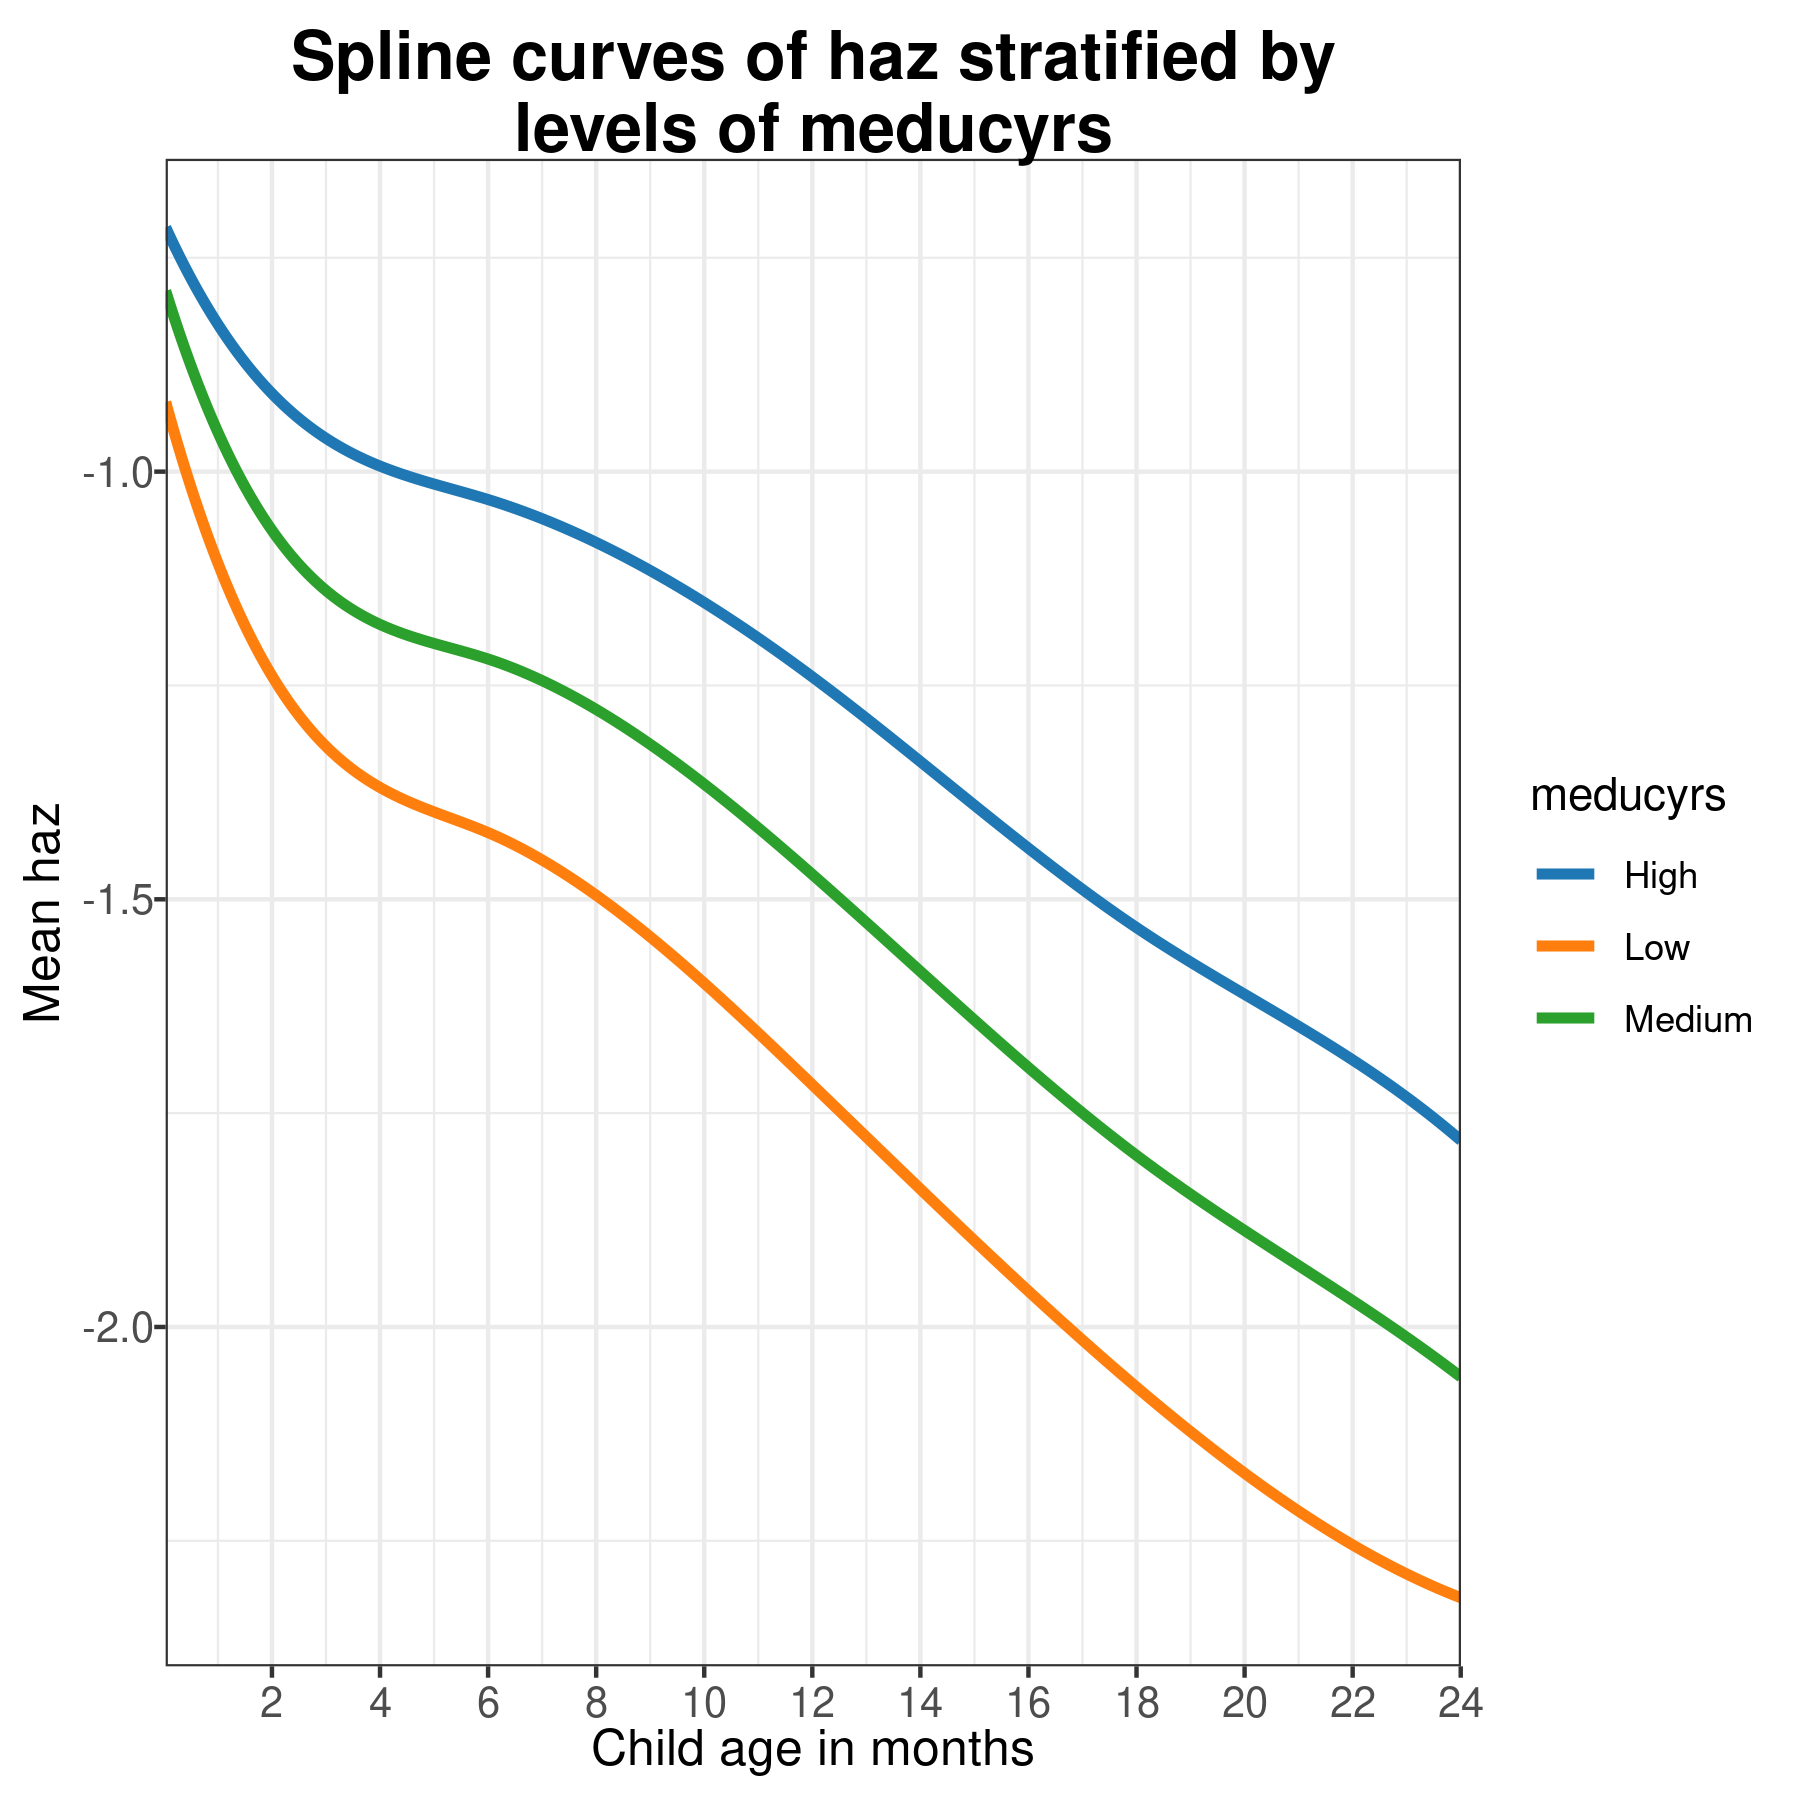 Spline curves of haz stratified by
levels of meducyrs
Mean haz
-1.0
-1.5
-2.0
2 4 6 8 10 12 14 16 18 20 22 24
Child age in months
meducyrs
High
Low
Medium